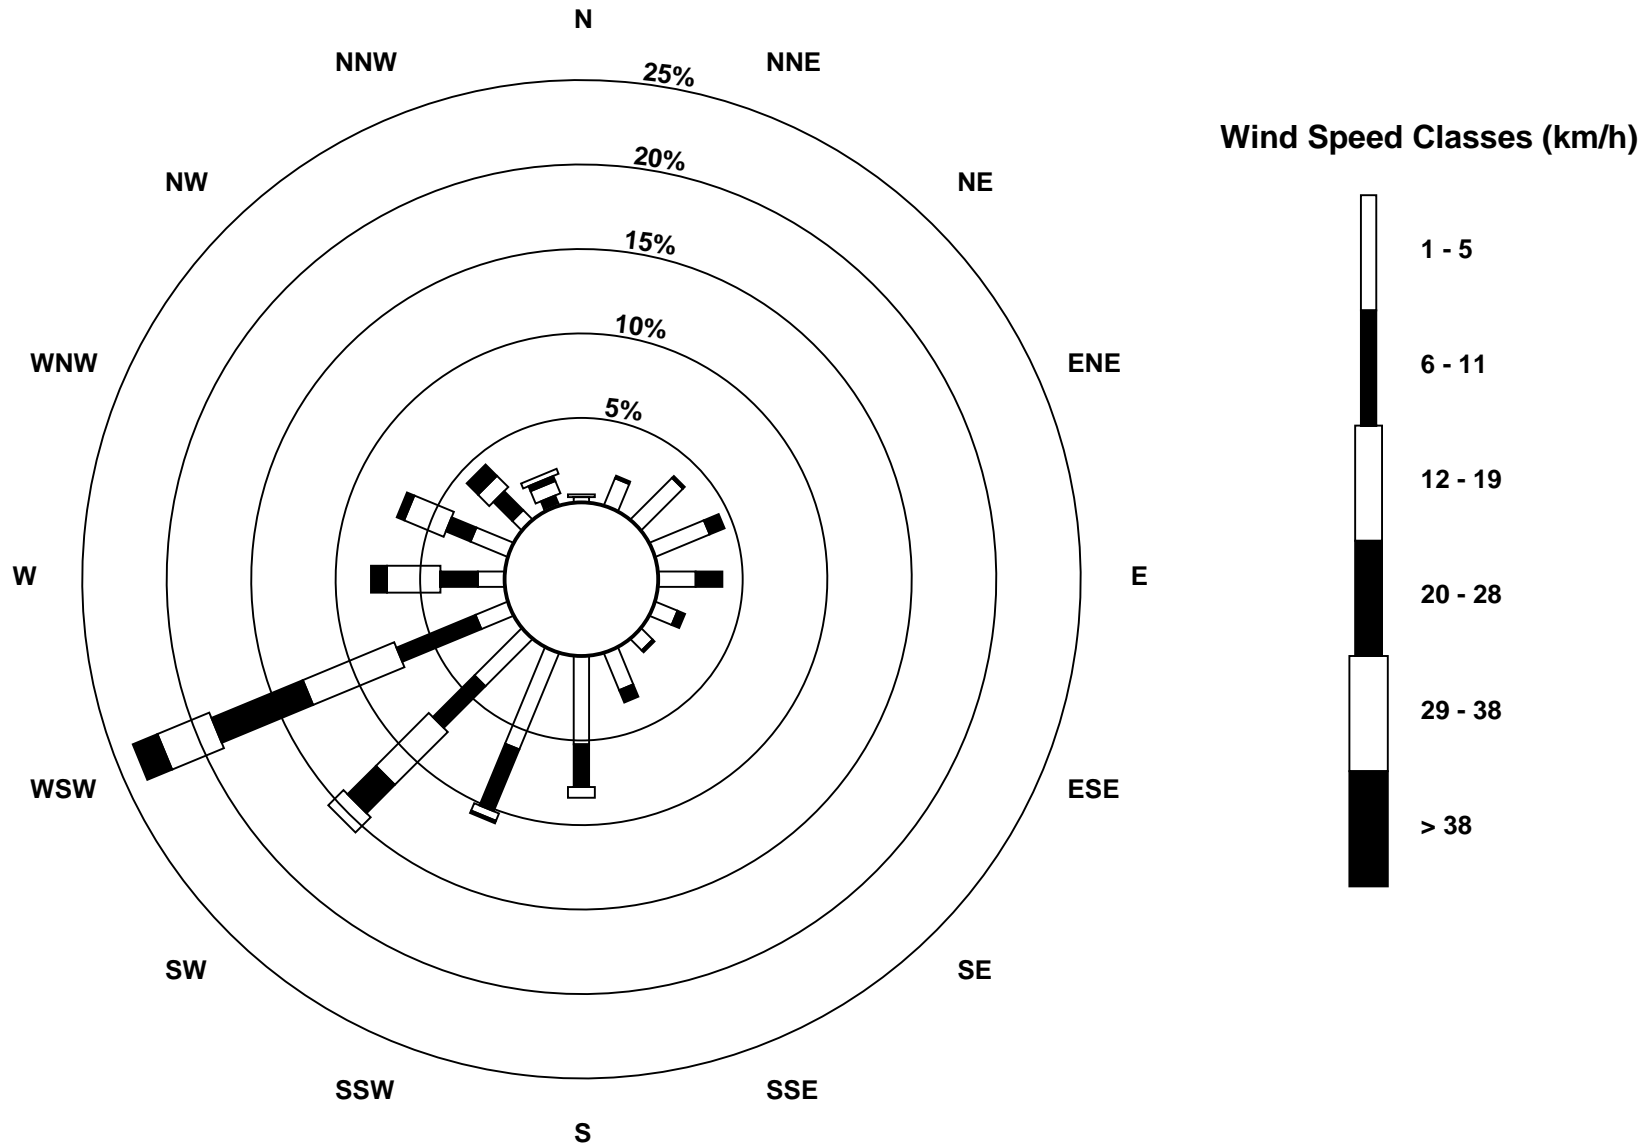 N
NNW
NNE
25%
Wind Speed Classes (km/h)
20%
NW
NE
15%
1 - 5
10%
WNW
ENE
6 - 11
5%
12 - 19
W
E
20 - 28
29 - 38
WSW
ESE
> 38
SW
SE
SSW
SSE
S